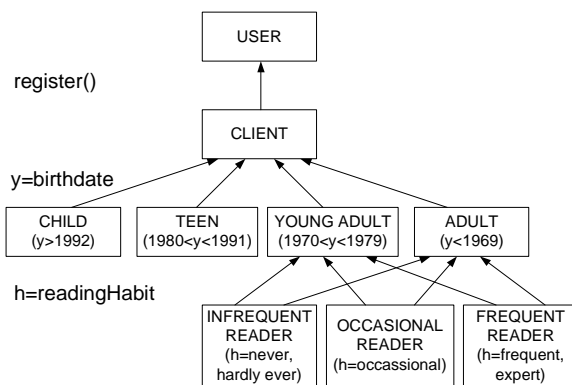 USER
register()
CLIENT
y=birthdate
CHILD
(y>1992)
TEEN
(1980<y<1991)
YOUNG ADULT
(1970<y<1979)
ADULT
(y<1969)
h=readingHabit
INFREQUENT
READER
(h=never,
hardly ever)
OCCASIONAL
READER
(h=occassional)
FREQUENT
READER
(h=frequent,
expert)